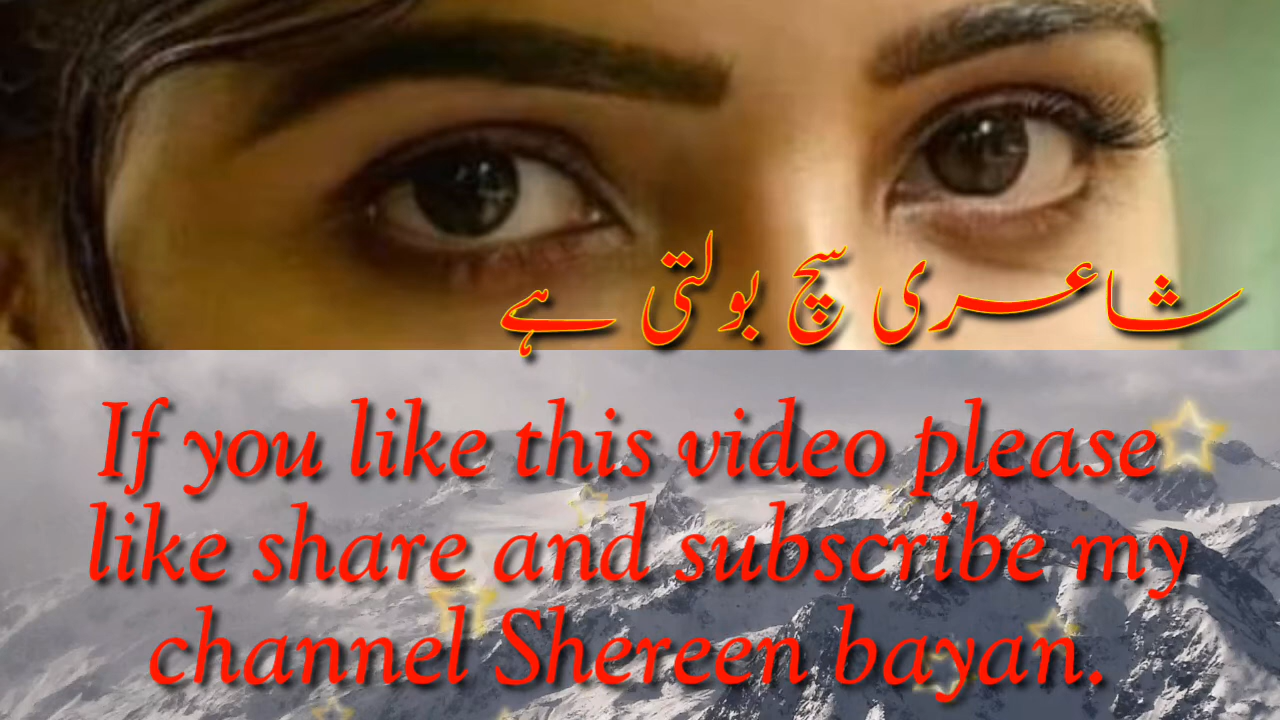 شاعری سچ بولتی ہے
If you like this video please
like share and subscribe my
channel Shereen bayan.